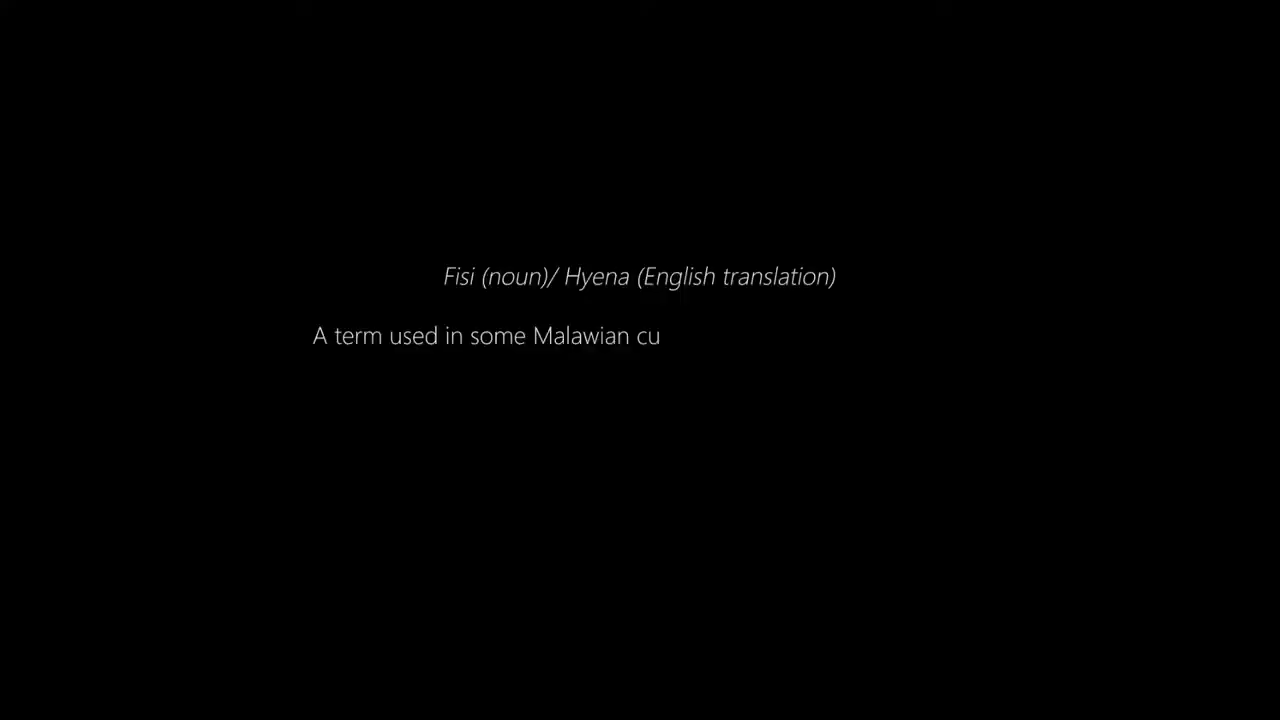 Fisi (noun)/ Hyena (English translation)
A term used in some Malawian cu